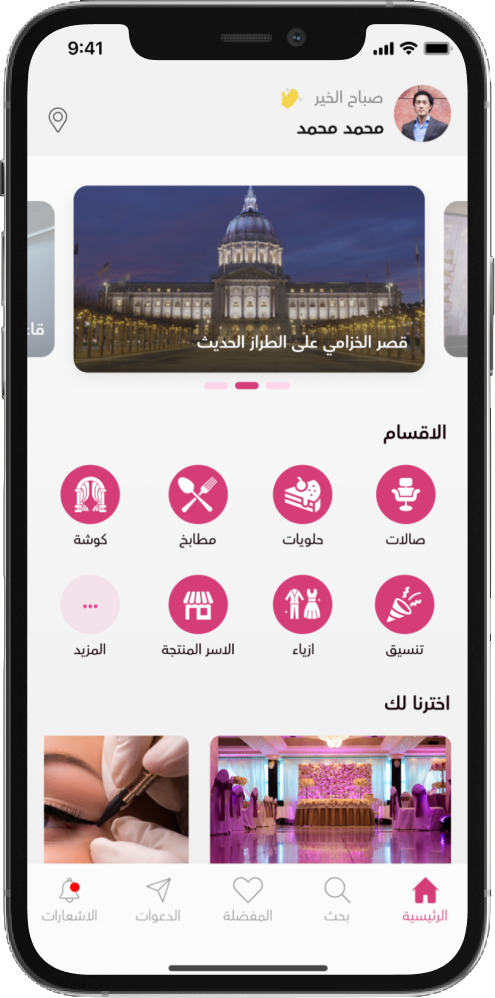 9:41
صباح الخير
محمد محمد
قصر الخزامي على الطراز الحديث
الاقسام
صالات
حلويات
مطابخ
كوشة
تنسيق
ازياء
الاسر المنتجة
المزيد
اخترنا لك
الرئيسية
بحث
المفضلة
الدعوات
الاشعارات